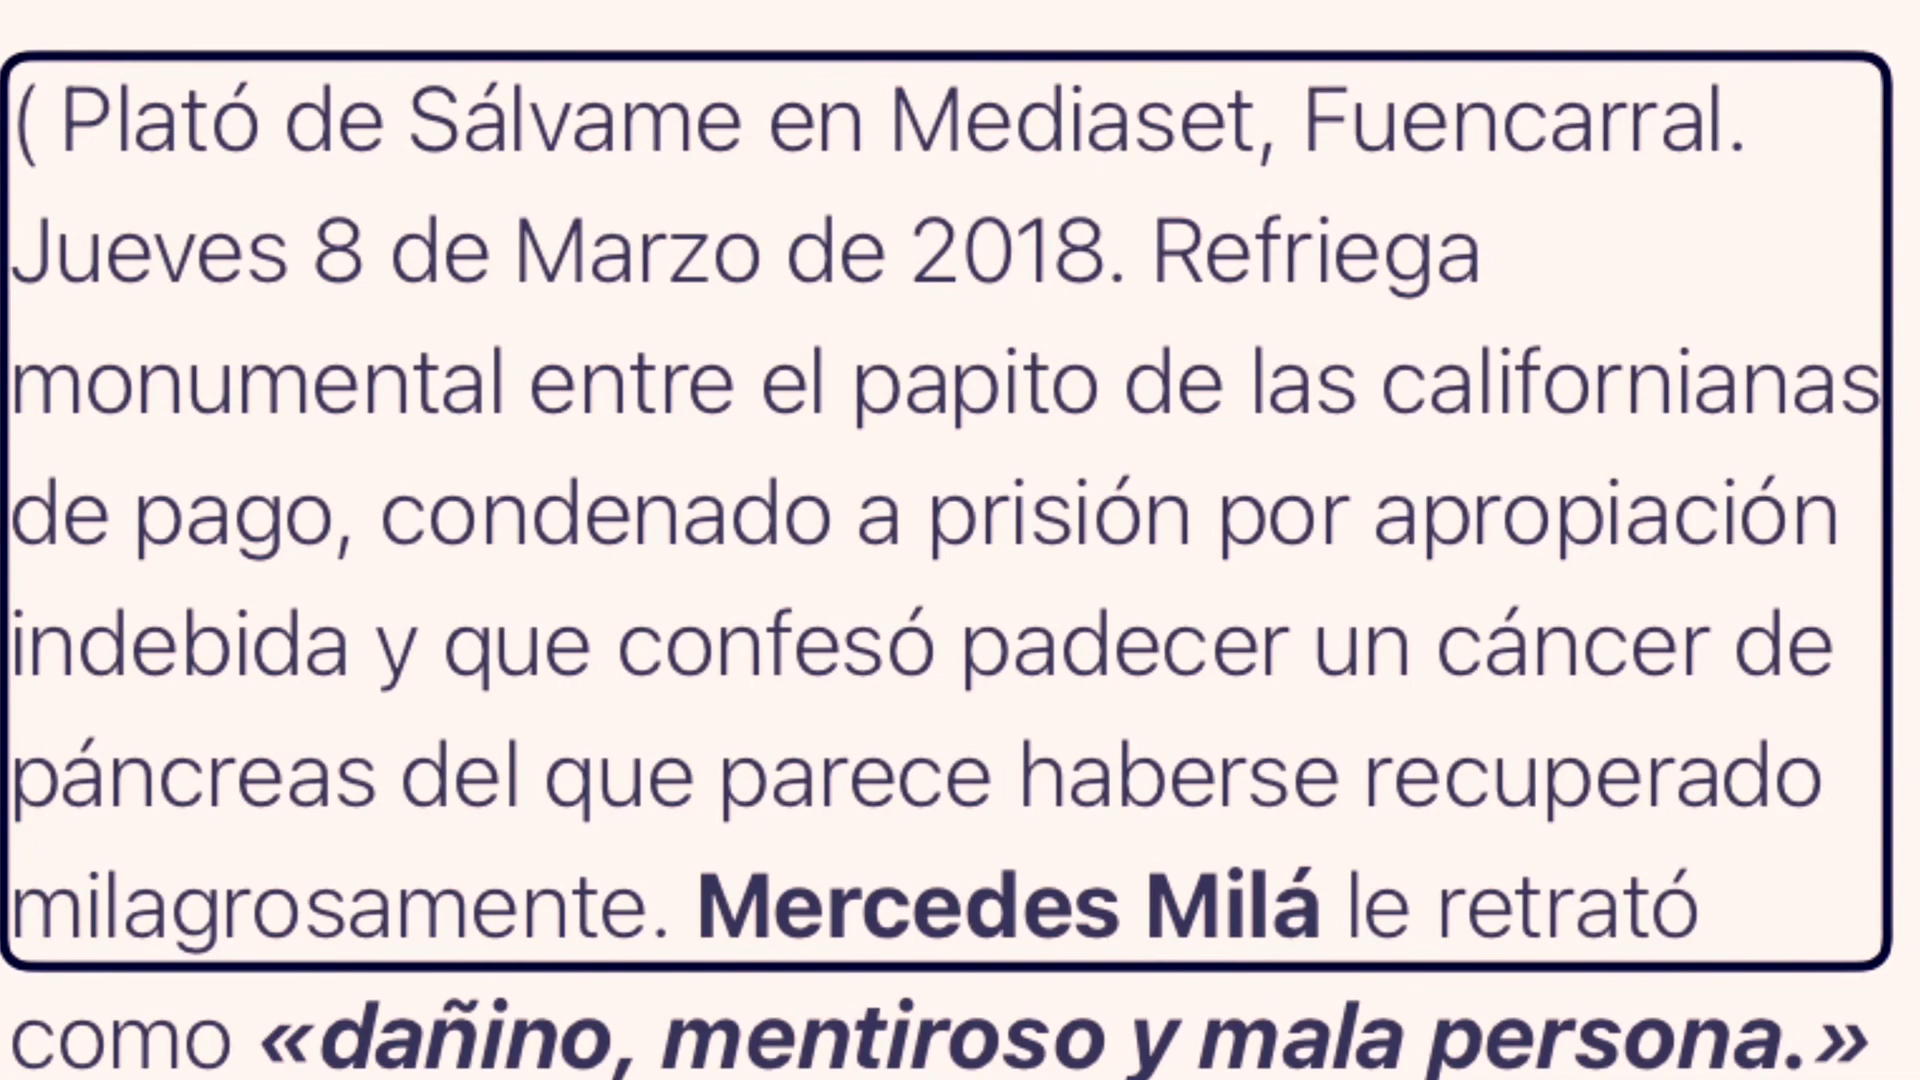 ( Plató de Sálvame en Mediaset, Fuencarral.
Jueves 8 de Marzo de 2018. Refriega
monumental entre el papito de las californianas
de pago, condenado a prisión por apropiación
indebida y que confesó padecer un cáncer de
páncreas del que parece haberse recuperado
milagrosamente. Mercedes Milá le retrató
como «dañino, mentiroso y mala persona.»